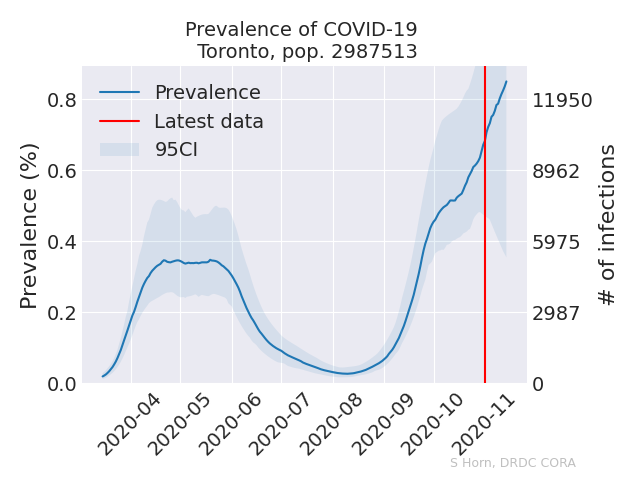 Prevalence of COVID-19
Toronto, pop. 2987513
Prevalence
Latest data
95CI
Prevalence (%)
0.8
0.6
0.4
0.2
0.0
11950
8962
5975
2987
0
# of infections
2020-04
2020-05
2020-06
2020-07
2020-08
2020-09
2020-10
2020-11
S Horn, DRDC CORA